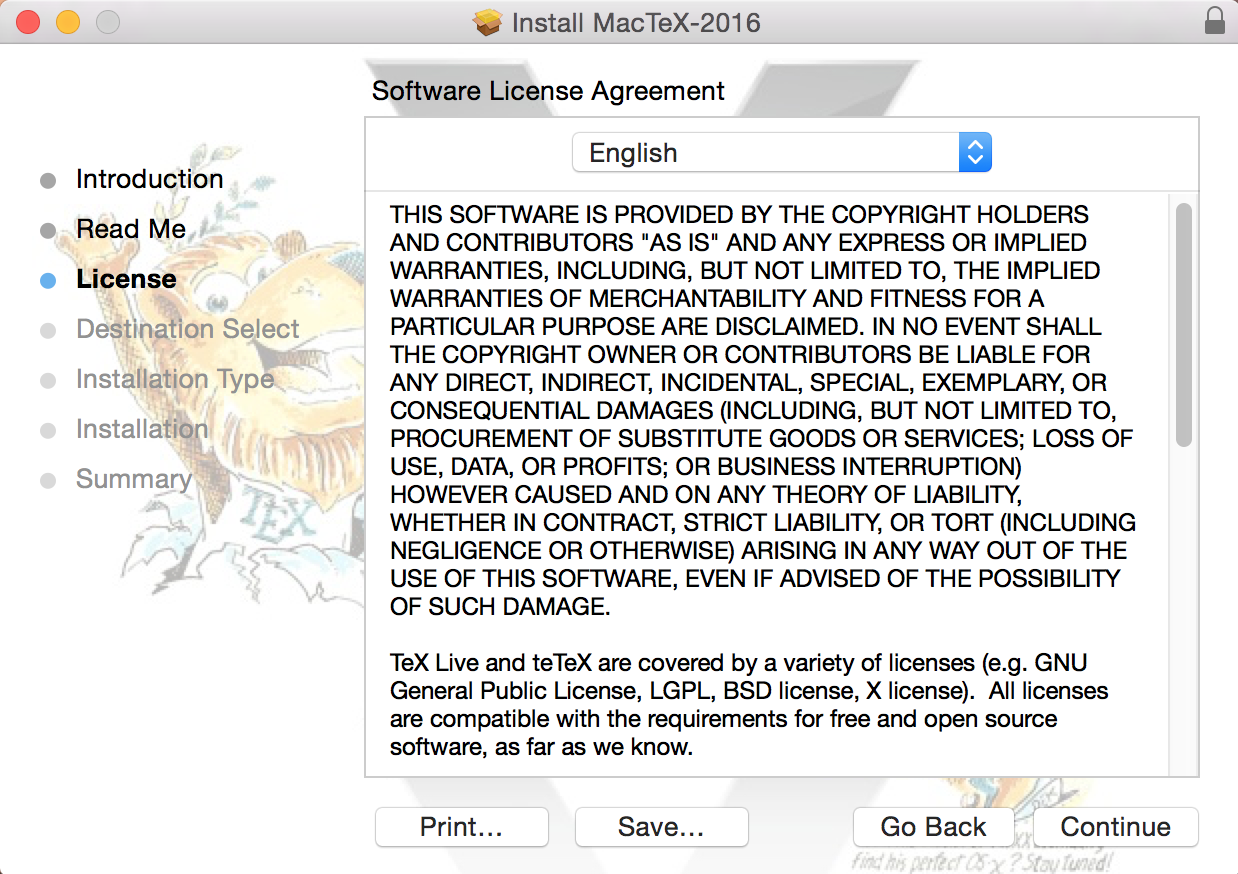 Install MacTeX-2016
Software License Agreement
English
Introduction
Read Me
License
Destination Select
Installation Type
Installation
Summary
TEX
THIS SOFTWARE IS PROVIDED BY THE COPYRIGHT HOLDERS
AND CONTRIBUTORS "AS IS" AND ANY EXPRESS OR IMPLIED
WARRANTIES, INCLUDING, BUT NOT LIMITED TO, THE IMPLIED
WARRANTIES OF MERCHANTABILITY AND FITNESS FOR A
PARTICULAR PURPOSE ARE DISCLAIMED. IN NO EVENT SHALL
THE COPYRIGHT OWNER OR CONTRIBUTORS BE LIABLE FOR
ANY DIRECT, INDIRECT, INCIDENTAL, SPECIAL, EXEMPLARY, OR
CONSEQUENTIAL DAMAGES (INCLUDING, BUT NOT LIMITED TO,
PROCUREMENT OF SUBSTITUTE GOODS OR SERVICES; LOSS OF
USE, DATA, OR PROFITS; OR BUSINESS INTERRUPTION)
HOWEVER CAUSED AND ON ANY THEORY OF LIABILITY,
WHETHER IN CONTRACT, STRICT LIABILITY, OR TORT (INCLUDING
NEGLIGENCE OR OTHERWISE) ARISING IN ANY WAY OUT OF THE
USE OF THIS SOFTWARE, EVEN IF ADVISED OF THE POSSIBILITY
OF SUCH DAMAGE.
TeX Live and teTeX are covered by a variety of licenses (e.g. GNU
General Public License, LGPL, BSD license, X license).  All licenses
are compatible with the requirements for free and open source
software, as far as we know.
Print...
Save...
Go Back
Continue
find his perfect OS-X? Stay tuned!